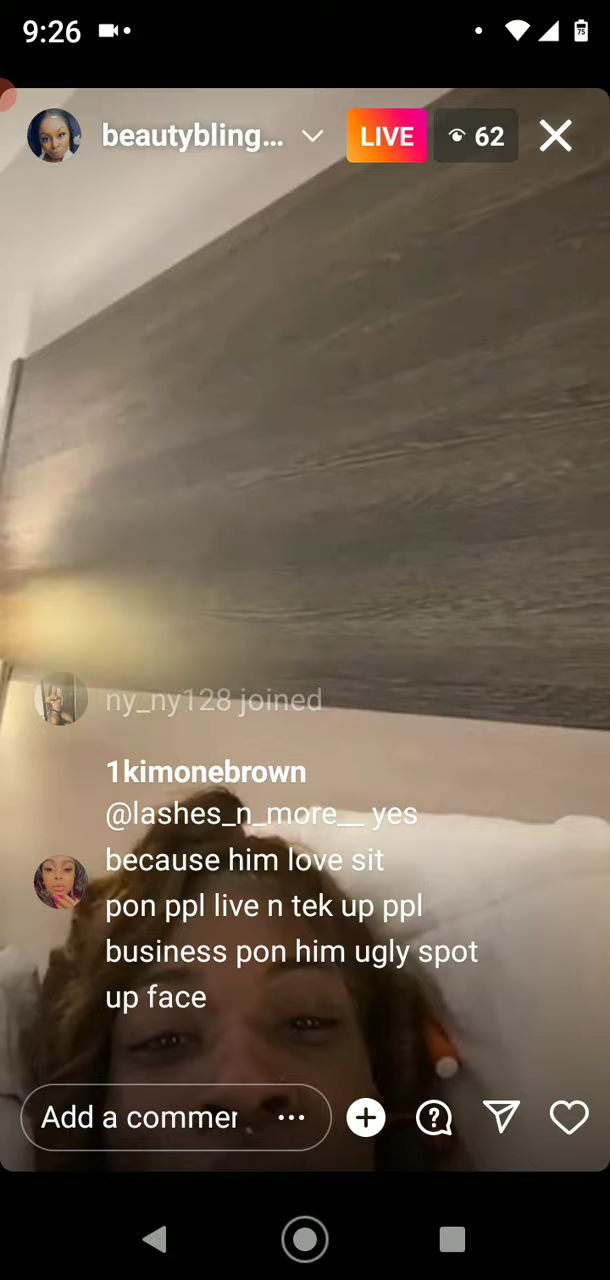 9:26
75
beautybling...
LIVE
62
ny_ny128 joined
1kimonebrown
@lashes_n_more__ yes
because him love sit
pon ppl live n tek up ppl
business pon him ugly spot
up face
Add a commer